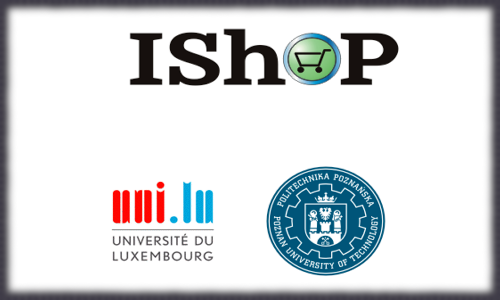 IShoP
uni.lu
UNIVERSITÉ DU
LUXEMBOURG
POLITECHNIKA POZNAŃSKA
POZNAN UNIVERSITY OF TECHNOLOGY